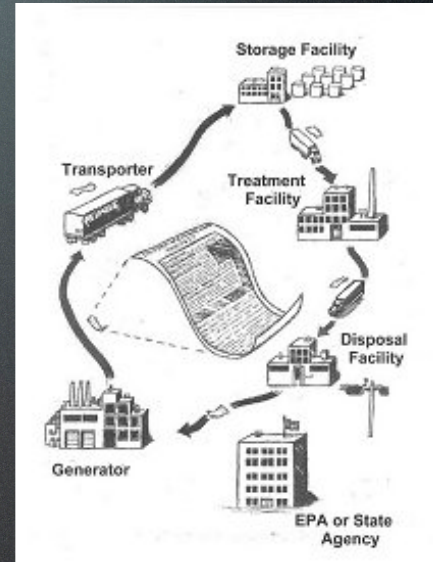 Storage Facility
Transporter
Treatment
Facility
Disposal
Facility
Generator
EPA or State
Agency